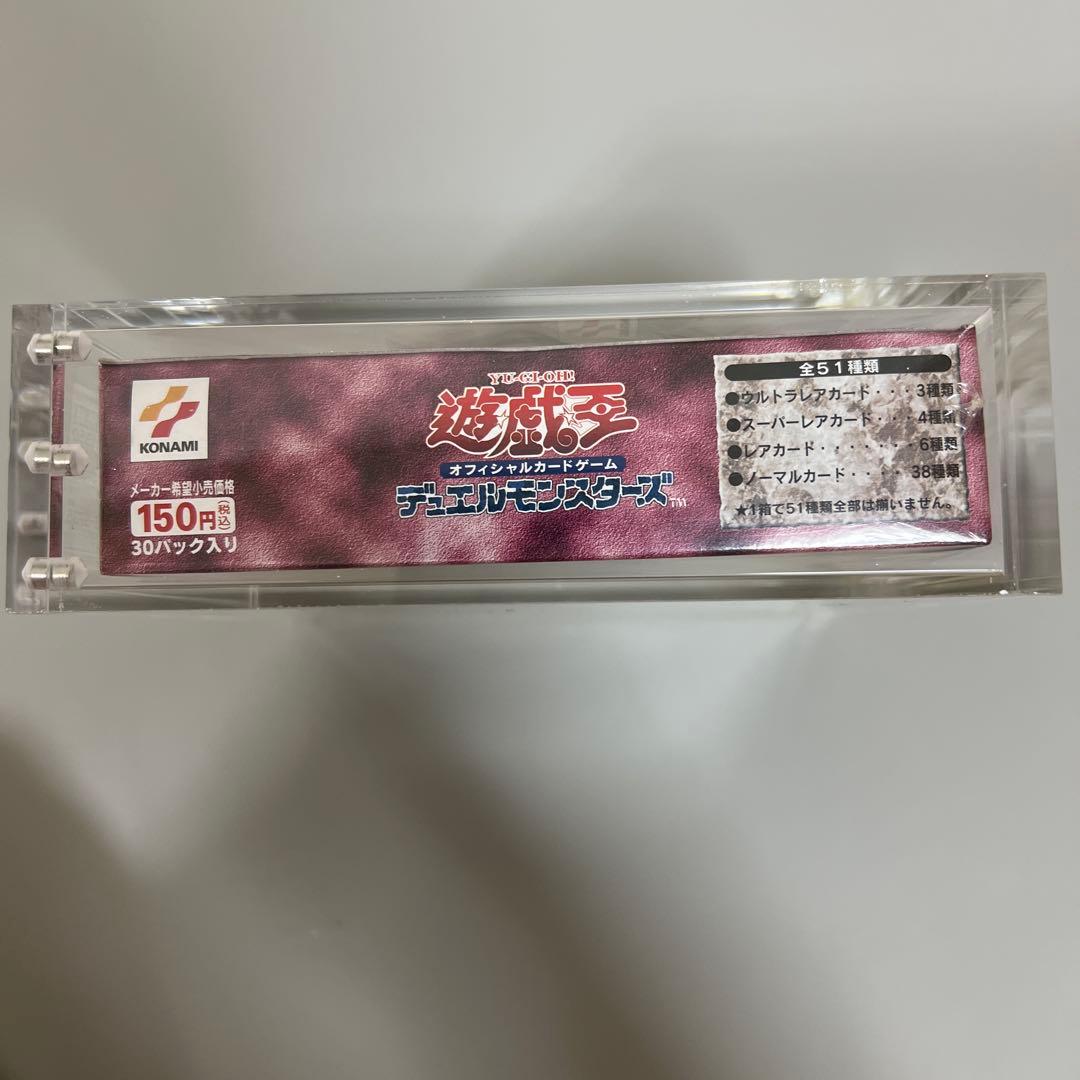 KONAMI
メーカー希望小売価格
150円(税込)
30パック入り
YU-GI-OH!
遊戯王
オフィシャルカードゲーム
デュエルモンスターズ™
全51種類
●ウルトラレアカード・・・3種類
●スーパーレアカード・・4種類
●レアカード・・・・・・・6種類
●ノーマルカード・・・・38種類
★1箱で51種類全部は揃いません。